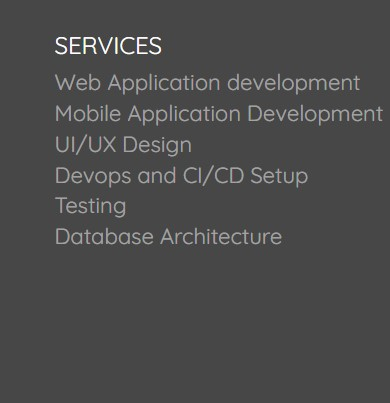 SERVICES
Web Application development
Mobile Application Development
UI/UX Design
Devops and CI/CD Setup
Testing
Database Architecture